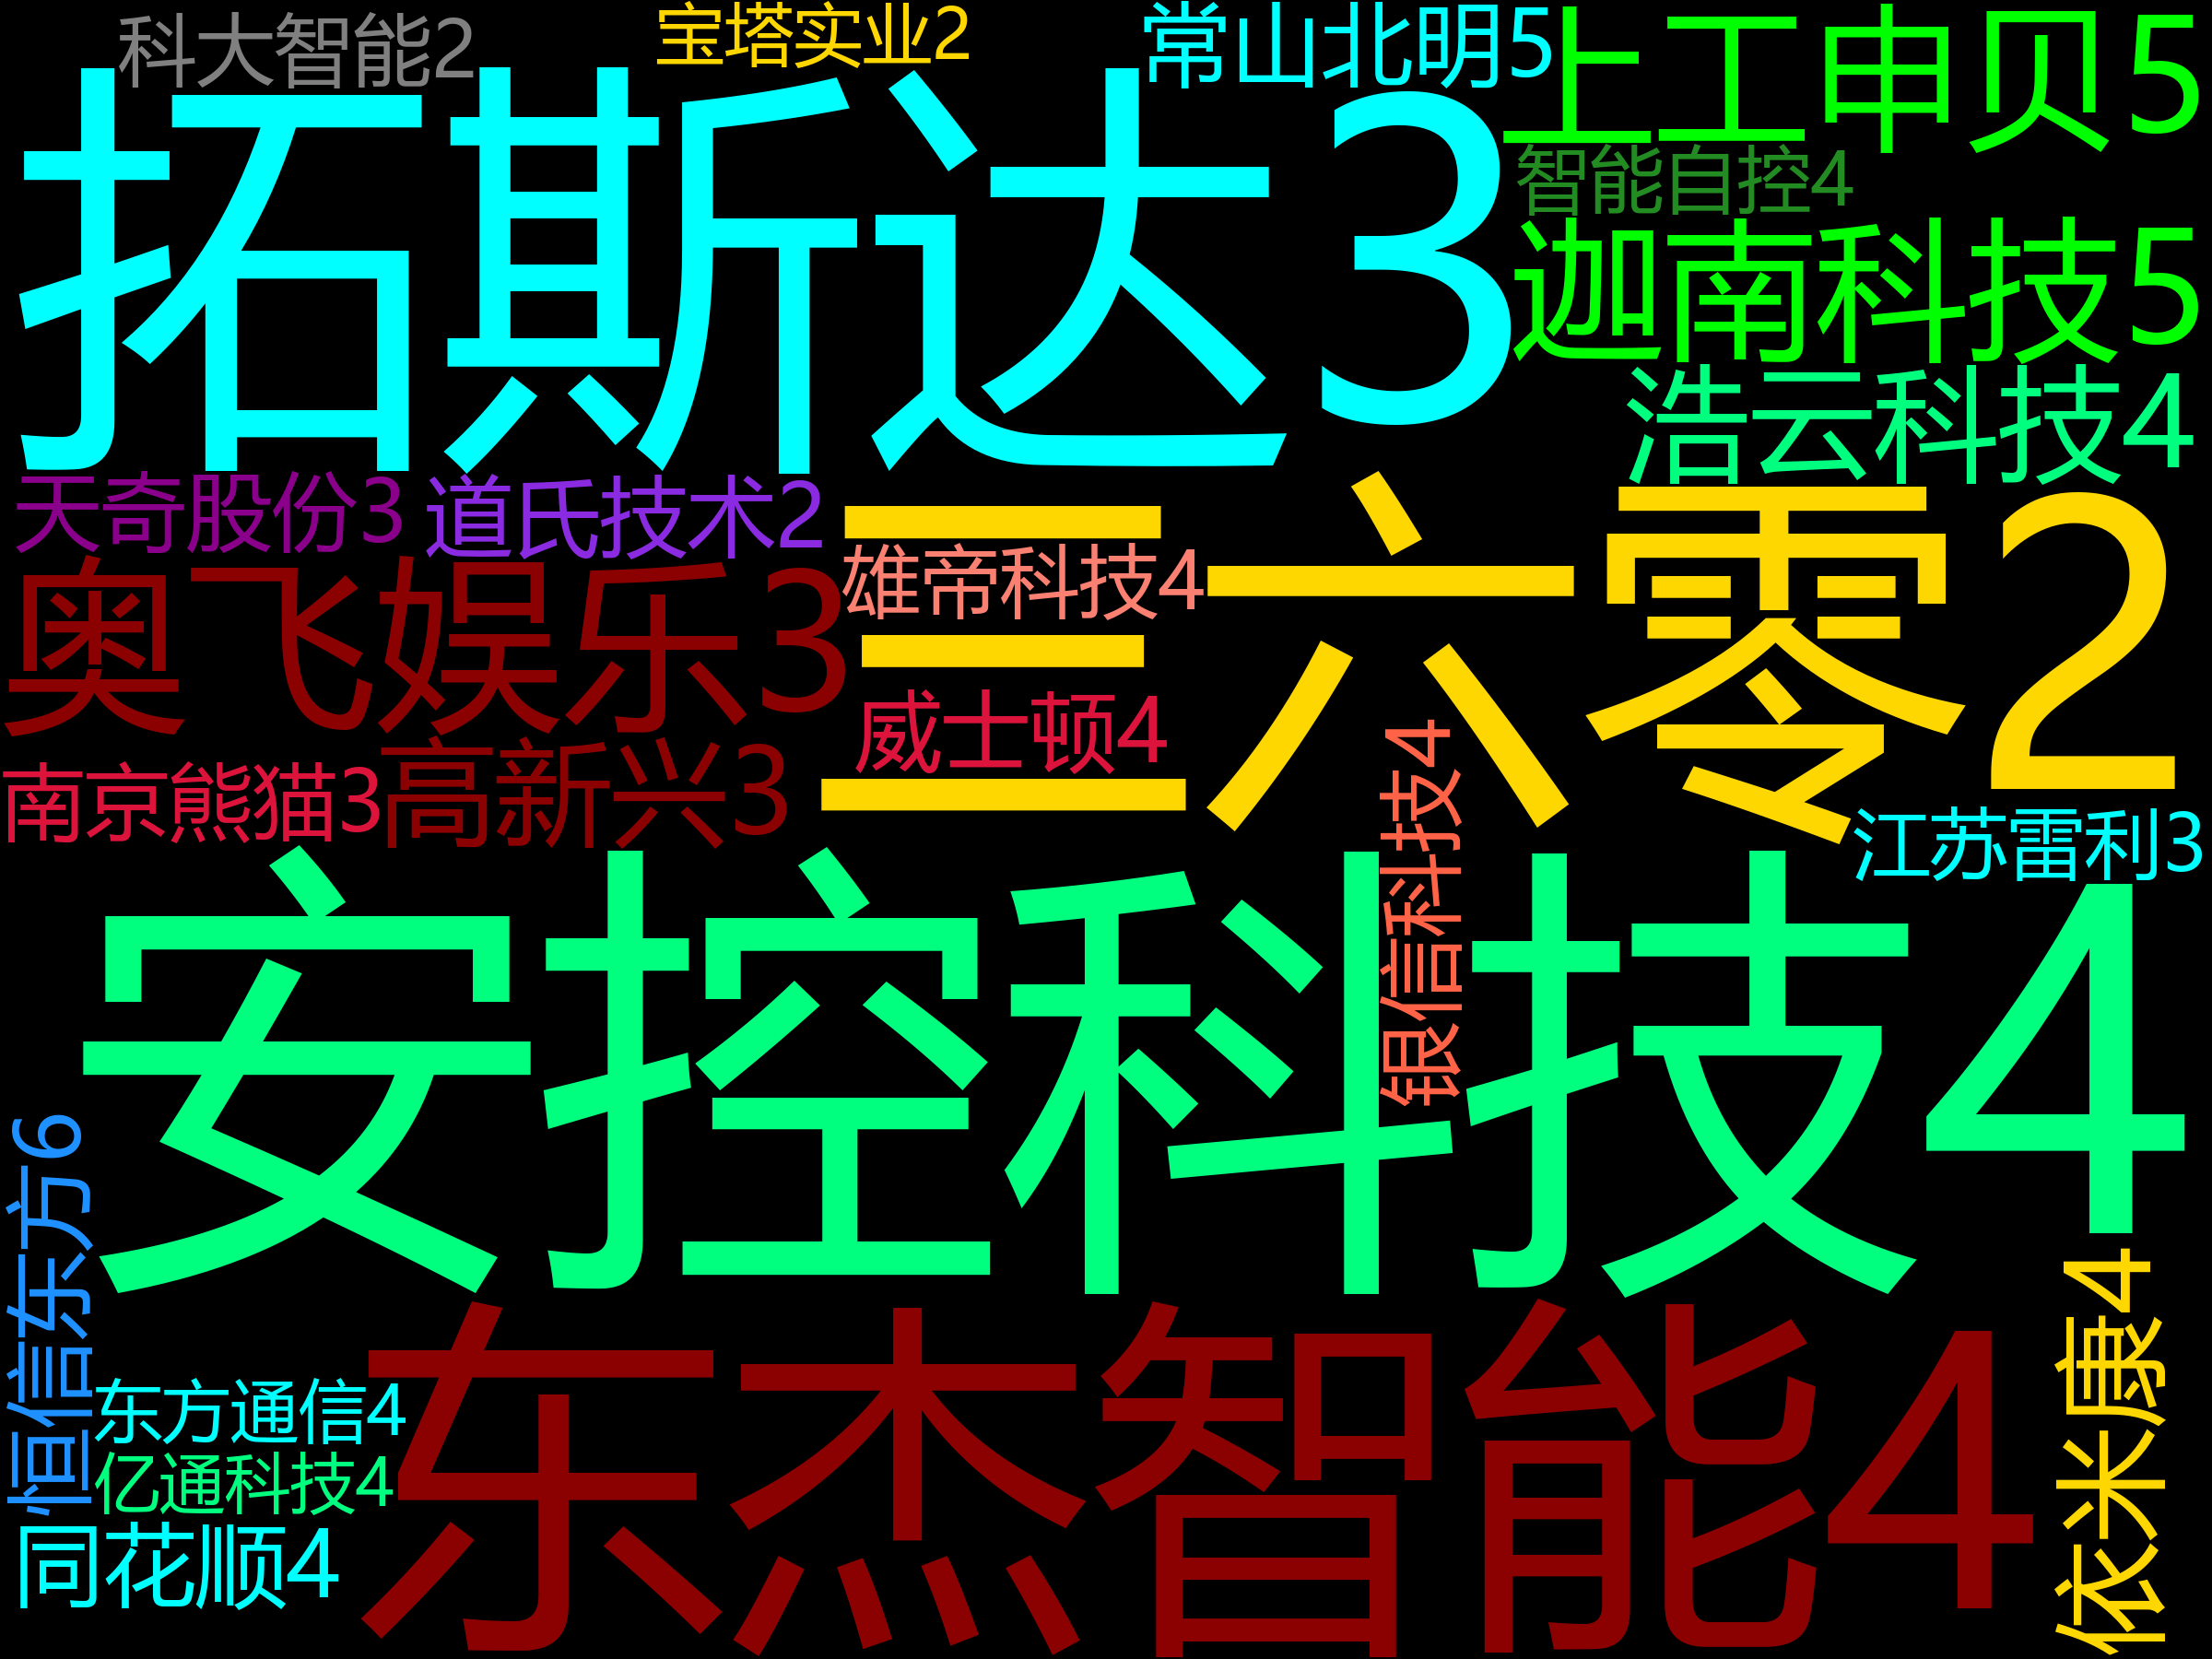 科大智能2
宝塔实业2
常山北明5
上工申贝5
拓斯达3
智能自控4
迦南科技5
浩云科技4
天奇股份3
道氏技术2
三六零2
雄帝科技4
奥飞娱乐3
威士顿4
南京熊猫3
高新兴3
银信科技4
江苏雷利3
安控科技4
恒信东方6
东杰智能4
依米康4
东方通信4
亿通科技4
同花顺4